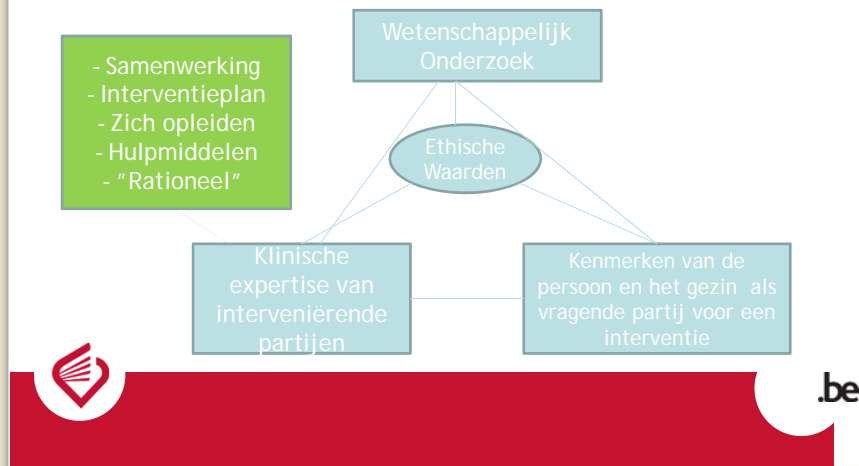 Wetenschappelijk
Onderzoek
- Samenwerking
- Interventieplan
- Zich opleiden
- Hulpmiddelen
- "Rationeel"
Ethische
Waarden
Klinische
expertise van
interveniërende
partijen
Kenmerken van de
persoon en het gezin als
vragende partij voor een
interventie
.be